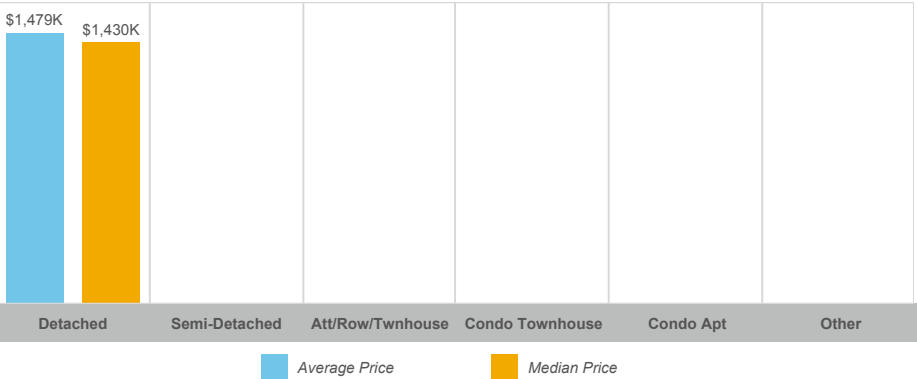 $1,479K
$1,430K
Detached Semi-Detached Att/Row/Twnhouse Condo Townhouse Condo Apt Other
Average Price Median Price